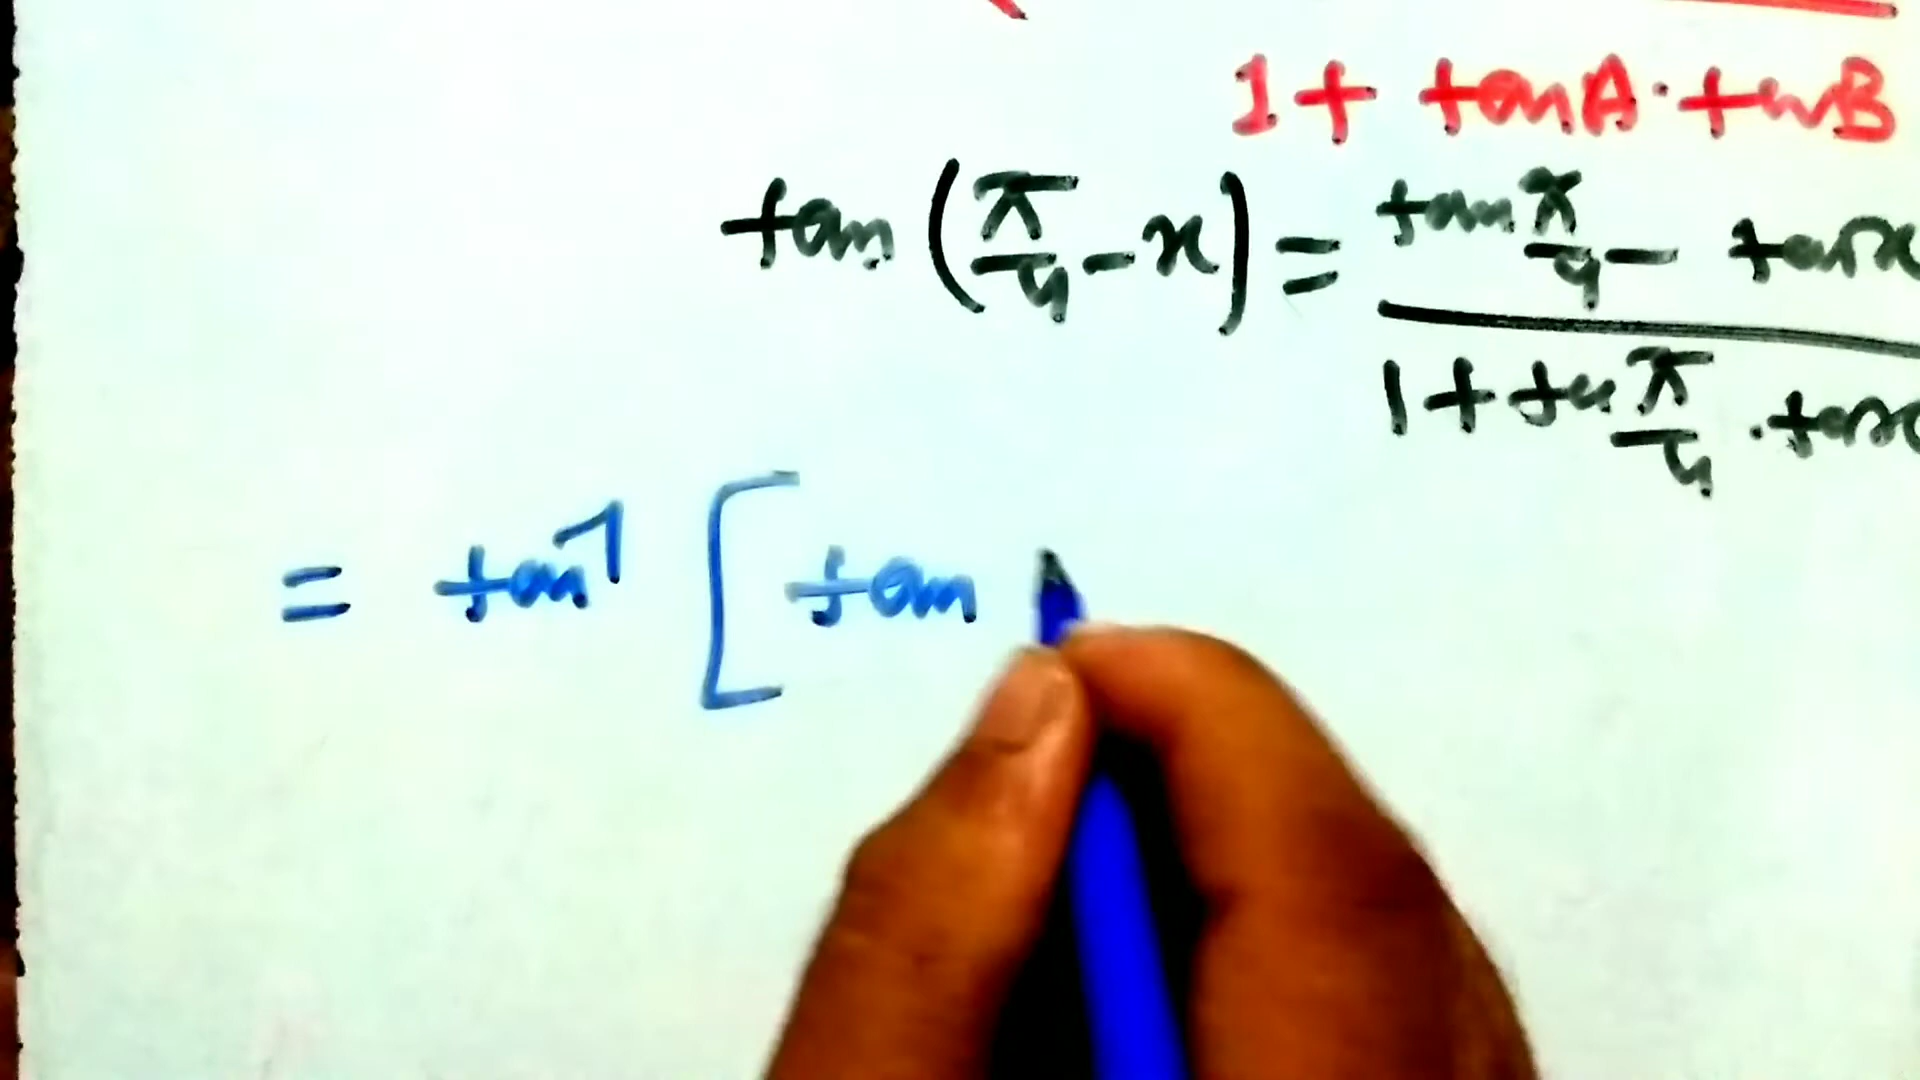 1 + tanA · tanB
tan (π/4 - x) = tan π/4 - tanx
1 + tan π/4 · tanx
= tan⁻¹ [ tan